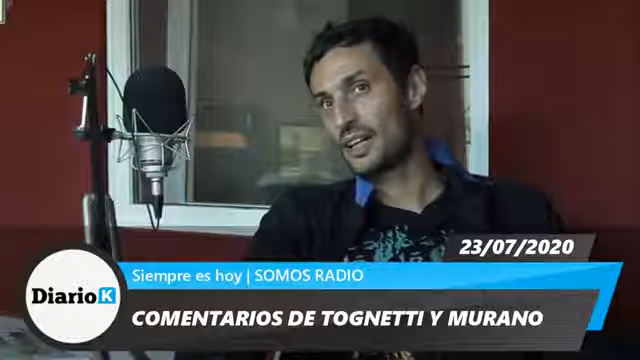 23/07/2020
Siempre es hoy | SOMOS RADIO
DiarioK
COMENTARIOS DE TOGNETTI Y MURANO